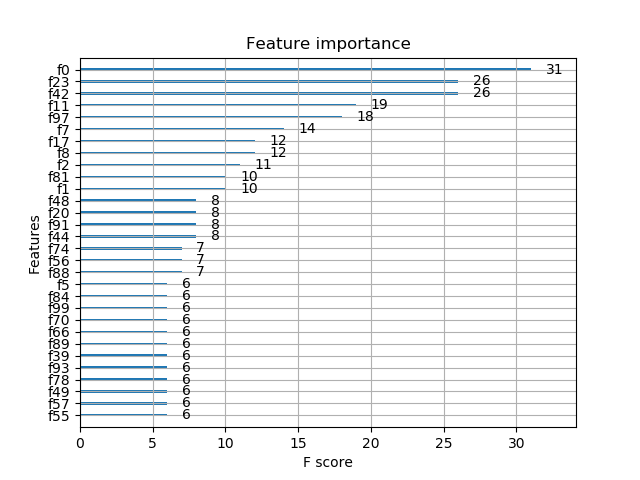 Feature importance
f0 31
f23 26
f42 26
f11 19
f97 18
f7 14
f17 12
f8 12
f2 11
f81 10
f1 10
f48 8
f20 8
f91 8
f44 8
f74 7
f56 7
f88 7
f5 6
f84 6
f99 6
f70 6
f66 6
f89 6
f39 6
f93 6
f78 6
f49 6
f57 6
f55 6
Features
0 5 10 15 20 25 30
F score